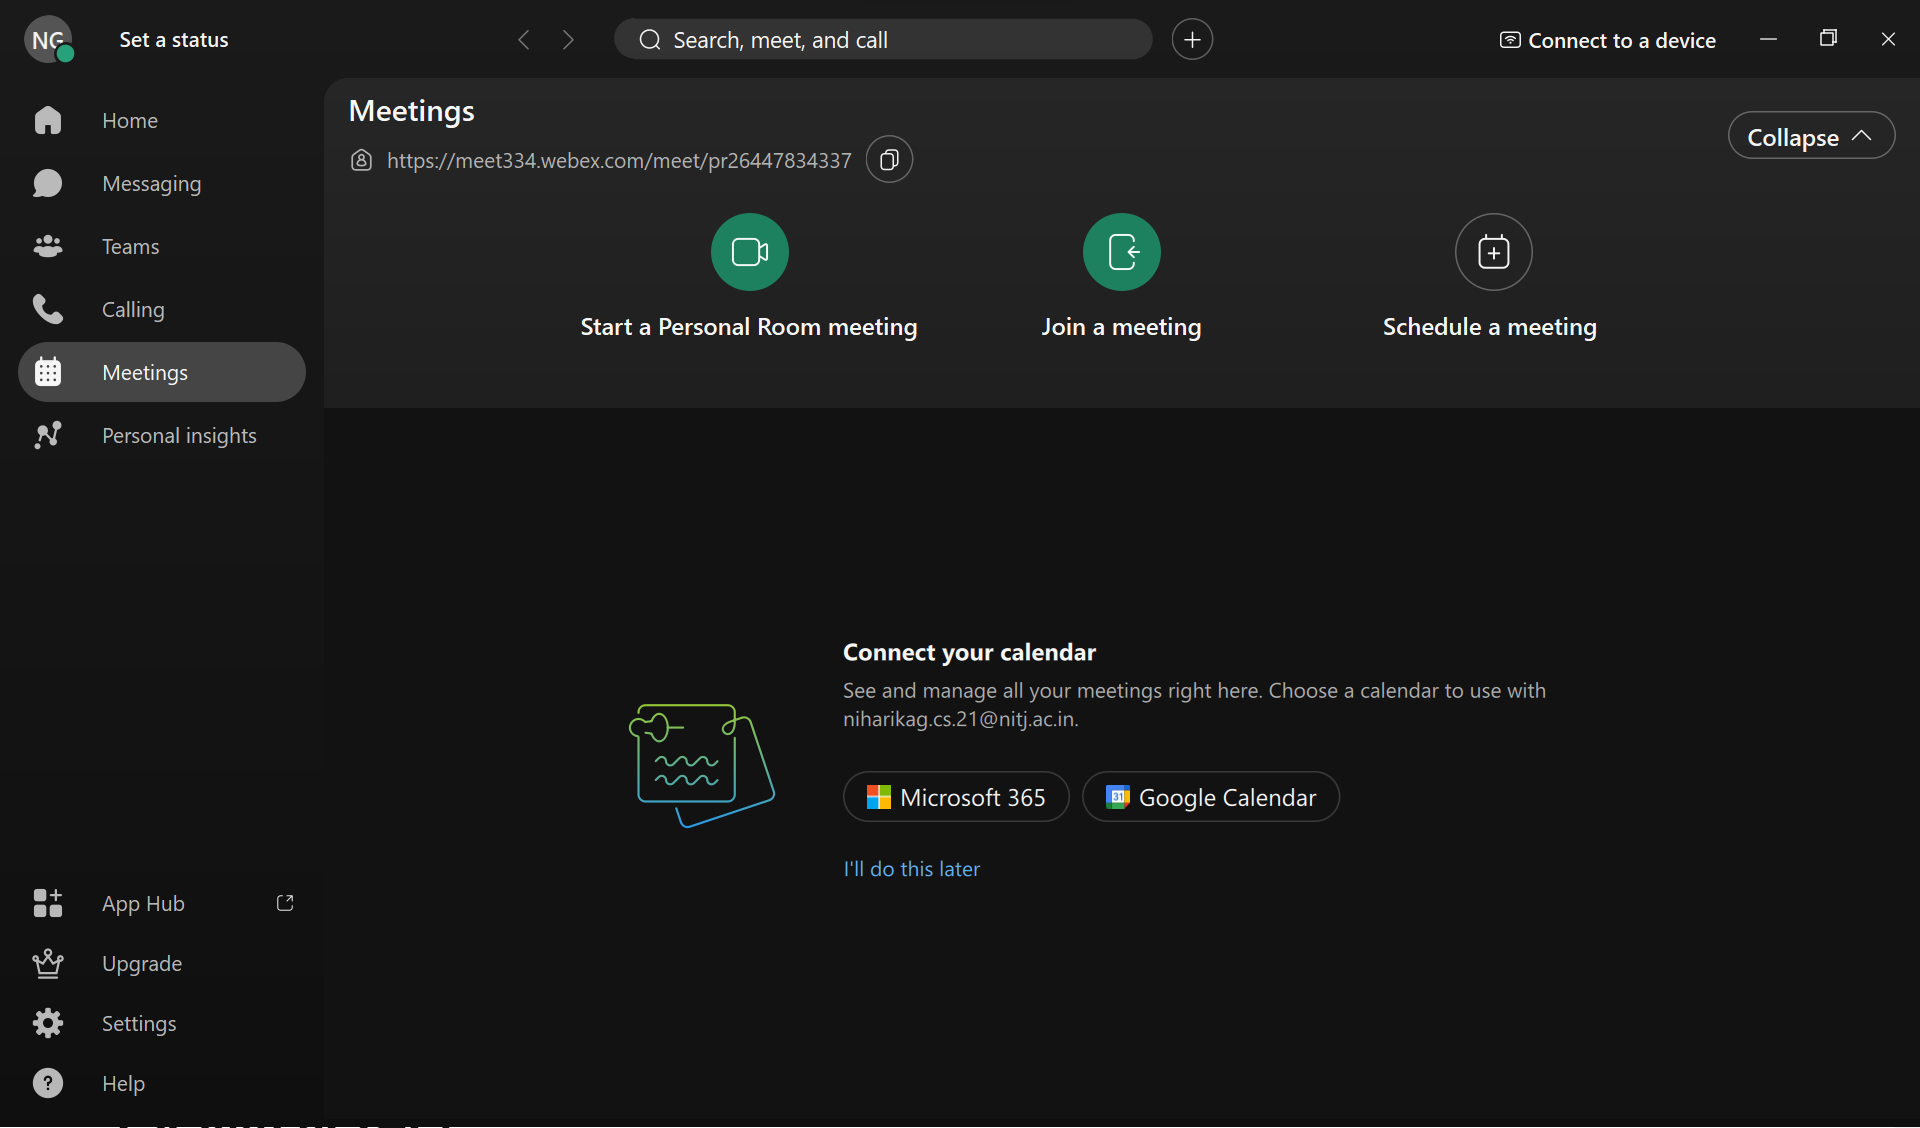 NG
Set a status
Search, meet, and call
Connect to a device
Home
Messaging
Teams
Calling
Meetings
Personal insights
App Hub
Upgrade
Settings
Help
Meetings
https://meet334.webex.com/meet/pr26447834337
Collapse
Start a Personal Room meeting
Join a meeting
Schedule a meeting
Connect your calendar
See and manage all your meetings right here. Choose a calendar to use with
niharikag.cs.21@nitj.ac.in.
Microsoft 365
31 Google Calendar
I'll do this later